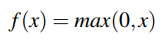 f(x) = max(0,x)